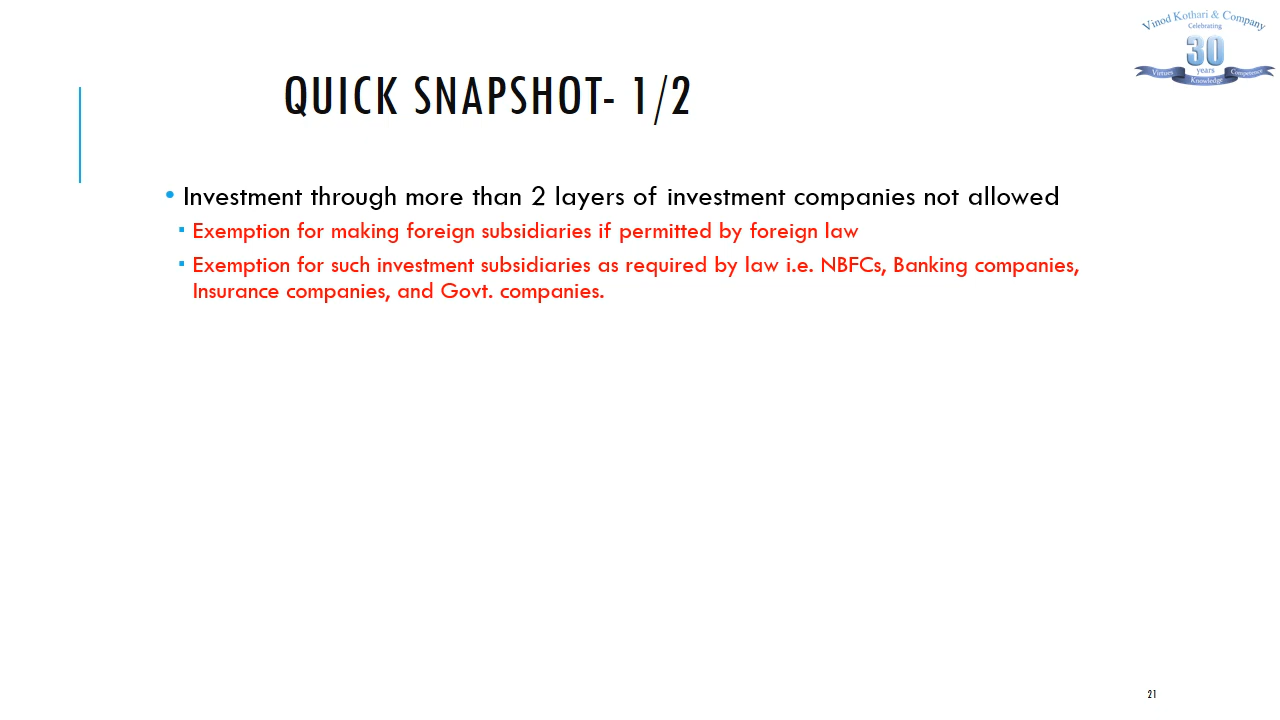 Vinod Kothari & Company
Celebrating
30
years
Virtues Knowledge Competence
QUICK SNAPSHOT- 1/2
• Investment through more than 2 layers of investment companies not allowed
▪ Exemption for making foreign subsidiaries if permitted by foreign law
▪ Exemption for such investment subsidiaries as required by law i.e. NBFCs, Banking companies,
Insurance companies, and Govt. companies.
21